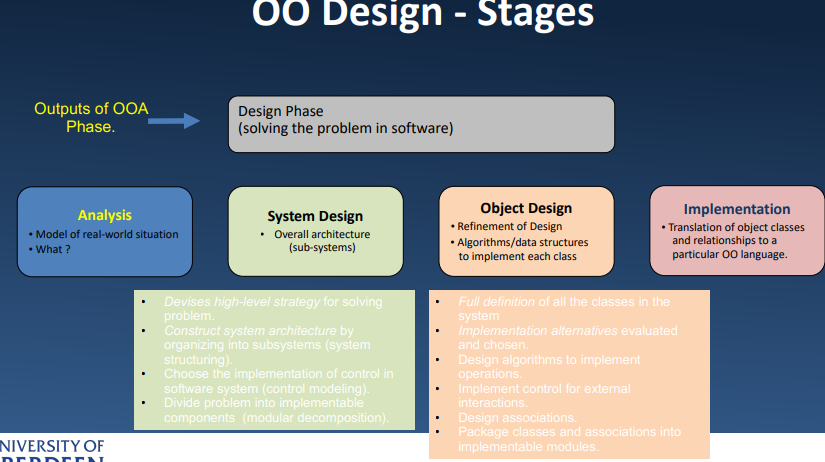 OO Design - Stages
Outputs of OOA
Phase.
Design Phase
(solving the problem in software)
Analysis
• Model of real-world situation
• What ?
System Design
• Overall architecture
(sub-systems)
Object Design
• Refinement of Design
• Algorithms/data structures
to implement each class
Implementation
• Translation of object classes
and relationships to a
particular OO language.
• Devises high-level strategy for solving
problem.
• Construct system architecture by
organizing into subsystems (system
structuring).
• Choose the implementation of control in
software system (control modeling).
• Divide problem into implementable
components (modular decomposition).
• Full definition of all the classes in the
system
• Implementation alternatives evaluated
and chosen.
• Design algorithms to implement
operations.
• Implement control for external
interactions.
• Design associations.
• Package classes and associations into
implementable modules.
NIVERSITY OF
BERDEEN